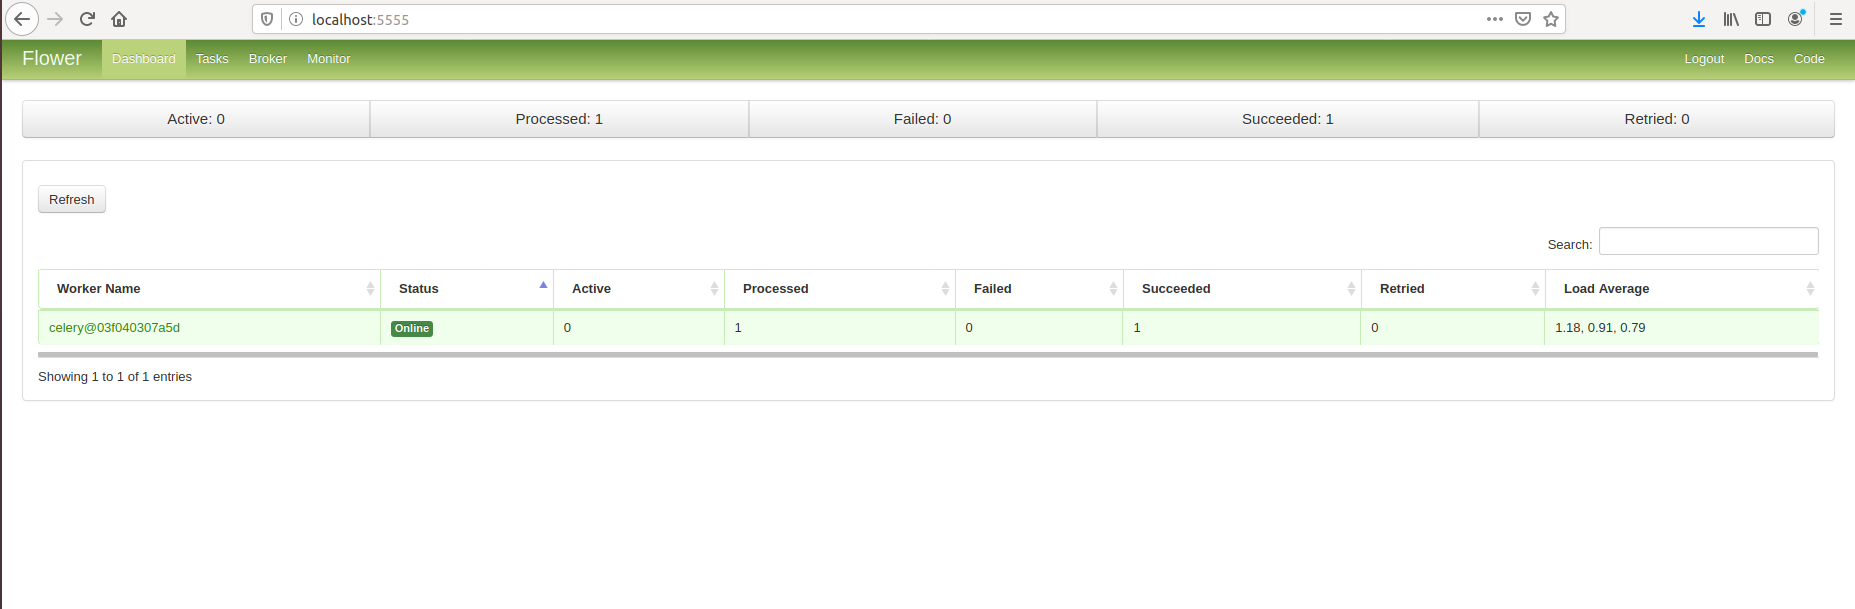 localhost:5555
Flower Dashboard Tasks Broker Monitor Logout Docs Code
Active: 0 Processed: 1 Failed: 0 Succeeded: 1 Retried: 0
Refresh
Search:
Worker Name Status Active Processed Failed Succeeded Retried Load Average
celery@03f040307a5d Online 0 1 0 1 0 1.18, 0.91, 0.79
Showing 1 to 1 of 1 entries